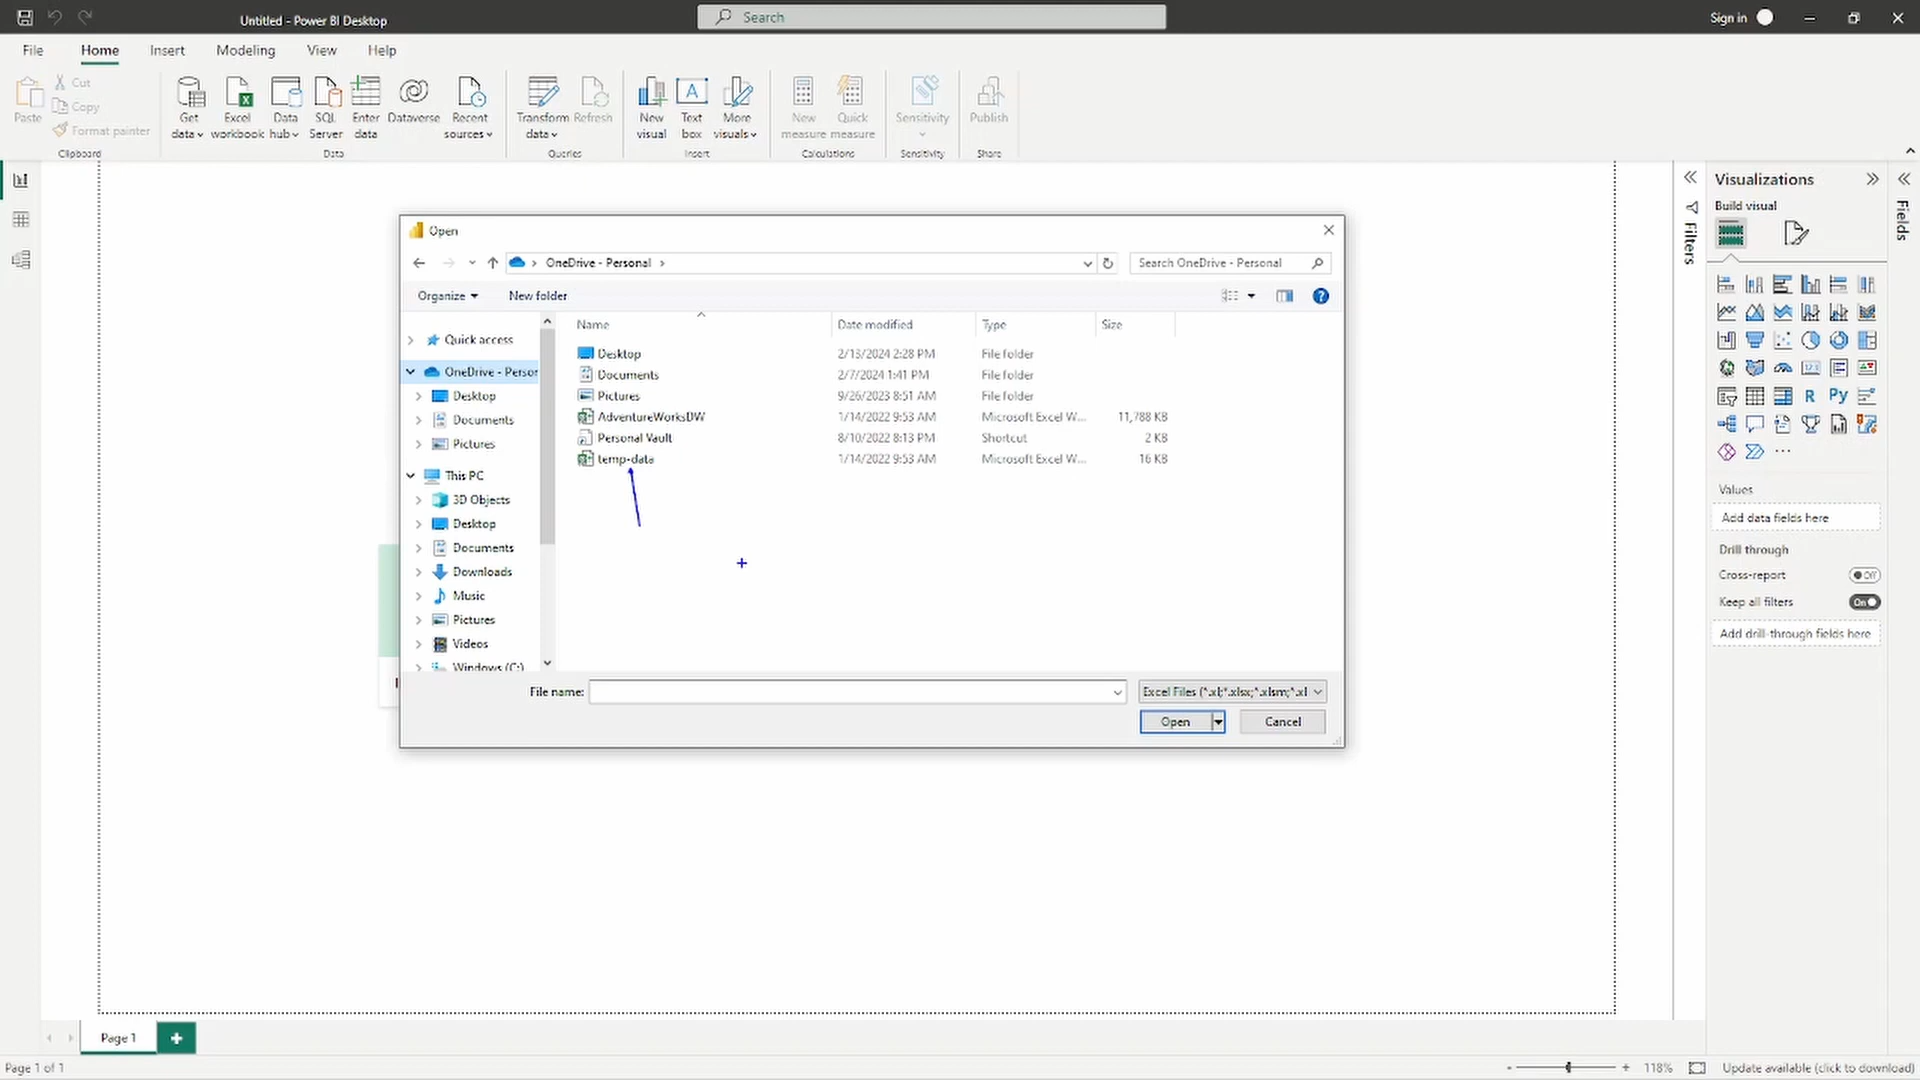 Untitled - Power BI Desktop
Search
Sign in
File Home Insert Modeling View Help
Paste
Cut
Copy
Format painter
Clipboard
Get data
Excel workbook
Data hub
SQL Server
Enter data
Dataverse
Recent sources
Data
Transform data
Refresh
Queries
New visual
Text box
More visuals
Insert
New measure
Quick measure
Calculations
Sensitivity
Sensitivity
Publish
Share
Open
OneDrive - Personal
Search OneDrive - Personal
Organize
New folder
Quick access
OneDrive - Person
Desktop
Documents
Pictures
This PC
3D Objects
Desktop
Documents
Downloads
Music
Pictures
Videos
Windows (C:)
Name Date modified Type Size
Desktop 2/13/2024 2:28 PM File folder
Documents 2/7/2024 1:41 PM File folder
Pictures 9/26/2023 8:51 AM File folder
AdventureWorksDW 1/14/2022 9:53 AM Microsoft Excel W... 11,788 KB
Personal Vault 8/10/2022 8:13 PM Shortcut 2 KB
temp-data 1/14/2022 9:53 AM Microsoft Excel W... 16 KB
File name:
Excel Files (*.xl;*.xlsx;*.xlsm;*.xl
Open
Cancel
Filters
Visualizations
Build visual
R Py
123
Values
Add data fields here
Drill through
Cross-report Off
Keep all filters On
Add drill-through fields here
Fields
Page 1
Page 1 of 1
118%
Update available (click to download)